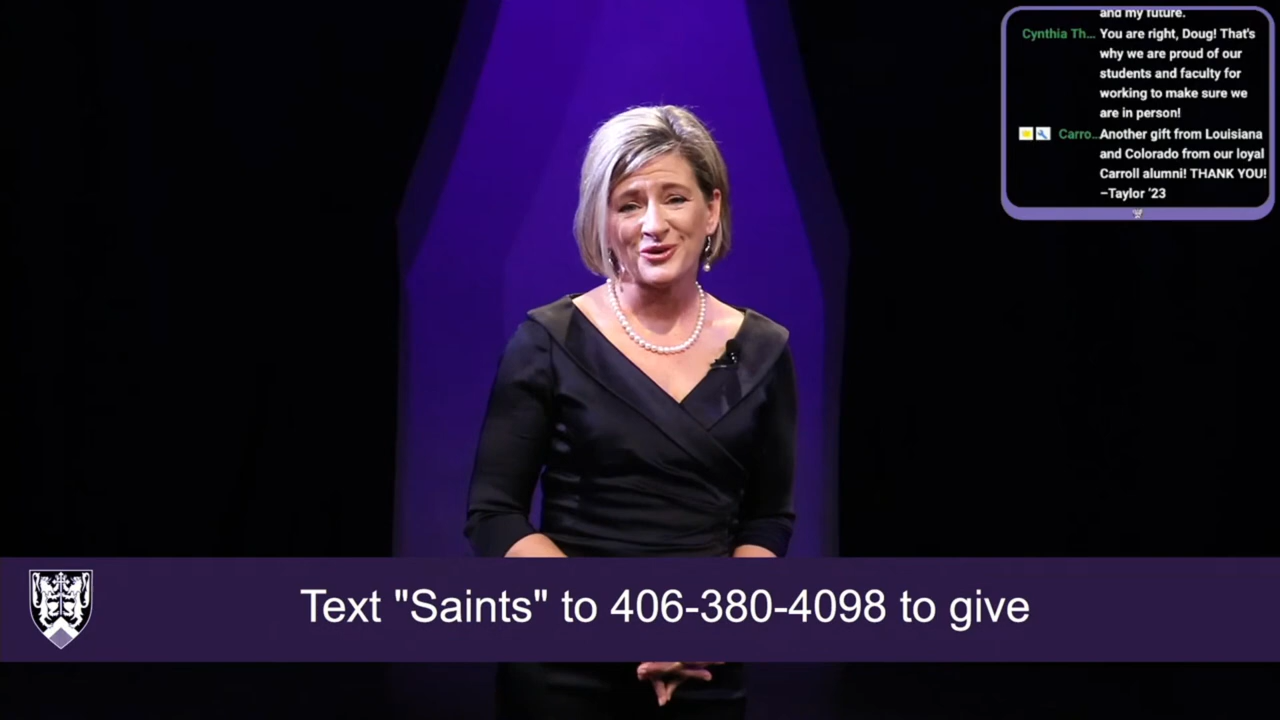 and my future.
Cynthia Th... You are right, Doug! That's
why we are proud of our
students and faculty for
working to make sure we
are in person!
Carro... Another gift from Louisiana
and Colorado from our loyal
Carroll alumni! THANK YOU!
–Taylor '23
Text "Saints" to 406-380-4098 to give